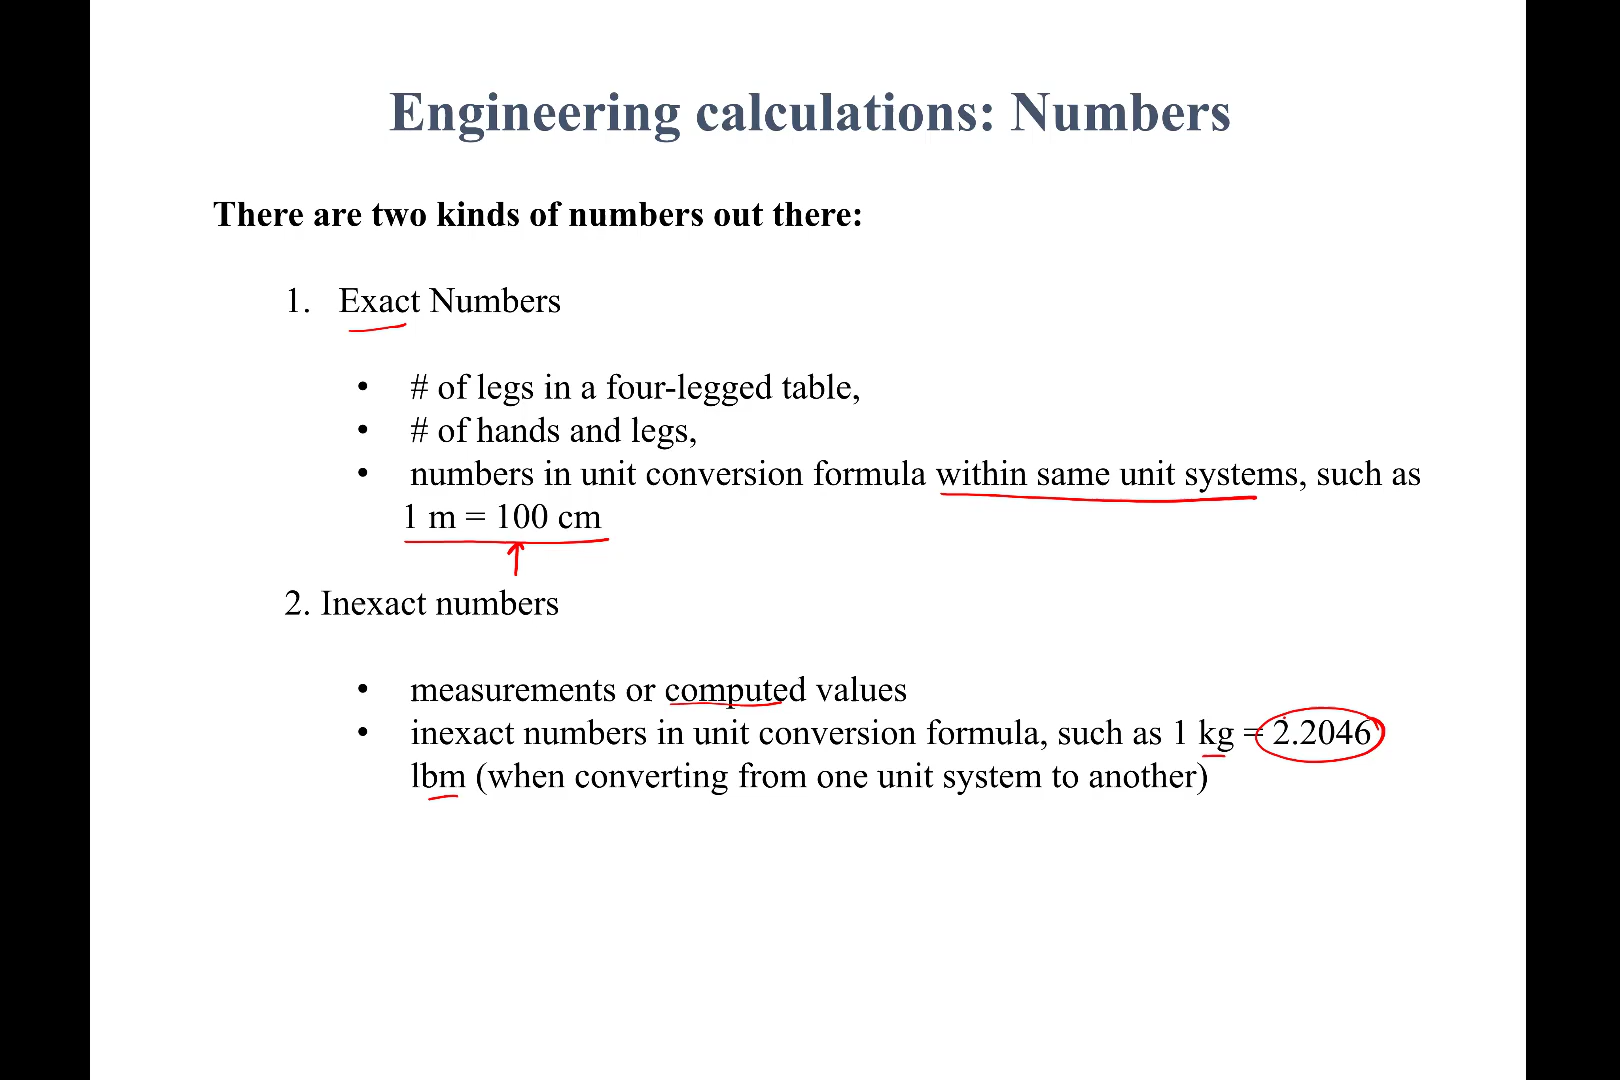 Engineering calculations: Numbers
There are two kinds of numbers out there:
1. Exact Numbers
• # of legs in a four-legged table,
• # of hands and legs,
• numbers in unit conversion formula within same unit systems, such as
1 m = 100 cm
2. Inexact numbers
• measurements or computed values
• inexact numbers in unit conversion formula, such as 1 kg = 2.2046
lbm (when converting from one unit system to another)